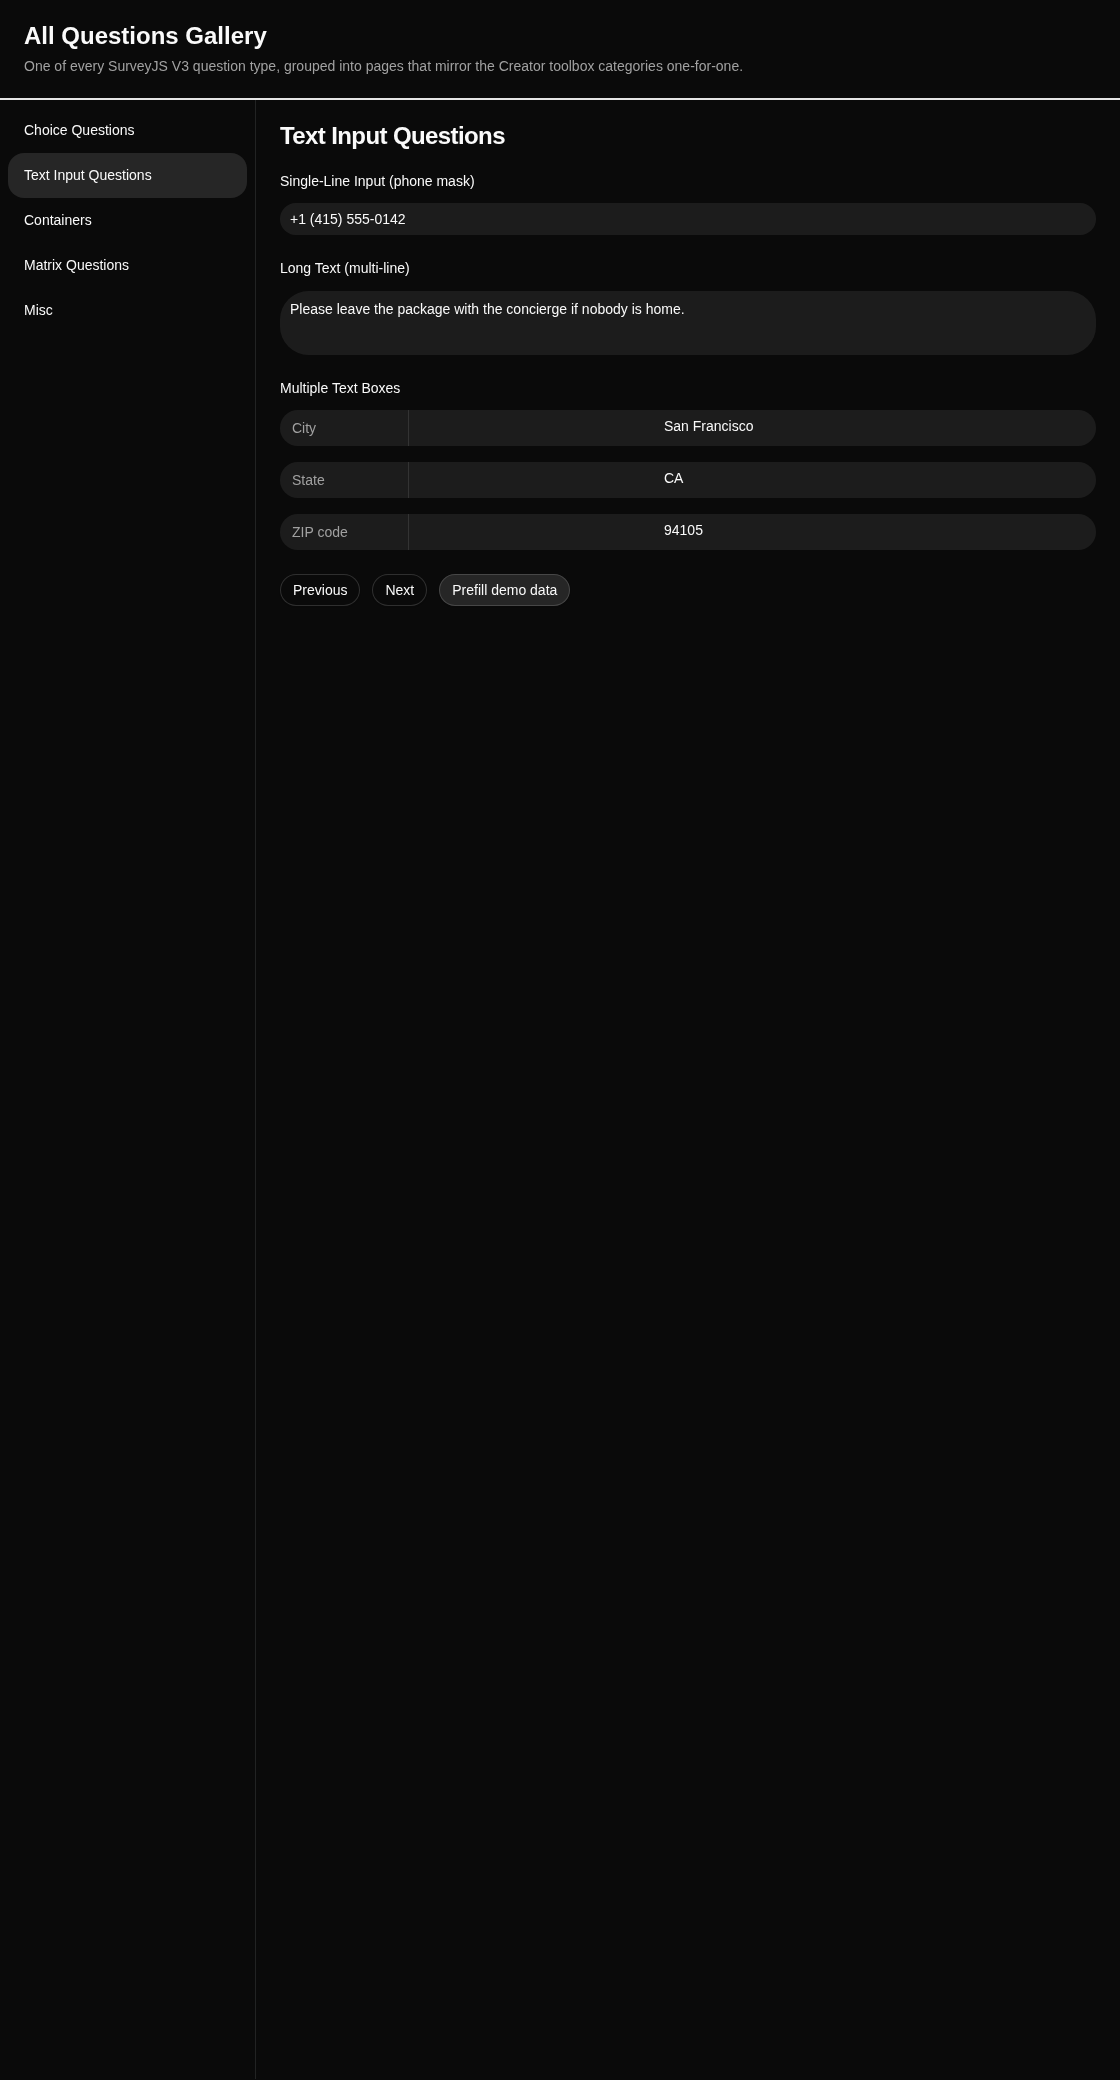 All Questions Gallery
One of every SurveyJS V3 question type, grouped into pages that mirror the Creator toolbox categories one-for-one.
Choice Questions
Text Input Questions
Containers
Matrix Questions
Misc
Text Input Questions
Single-Line Input (phone mask)
+1 (415) 555-0142
Long Text (multi-line)
Please leave the package with the concierge if nobody is home.
Multiple Text Boxes
City San Francisco
State CA
ZIP code 94105
Previous Next Prefill demo data